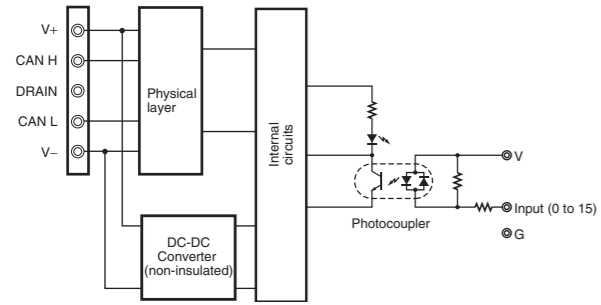 V+
CAN H
DRAIN
CAN L
V−
Physical
layer
DC-DC
Converter
(non-insulated)
Internal
circuits
Photocoupler
V
Input (0 to 15)
G